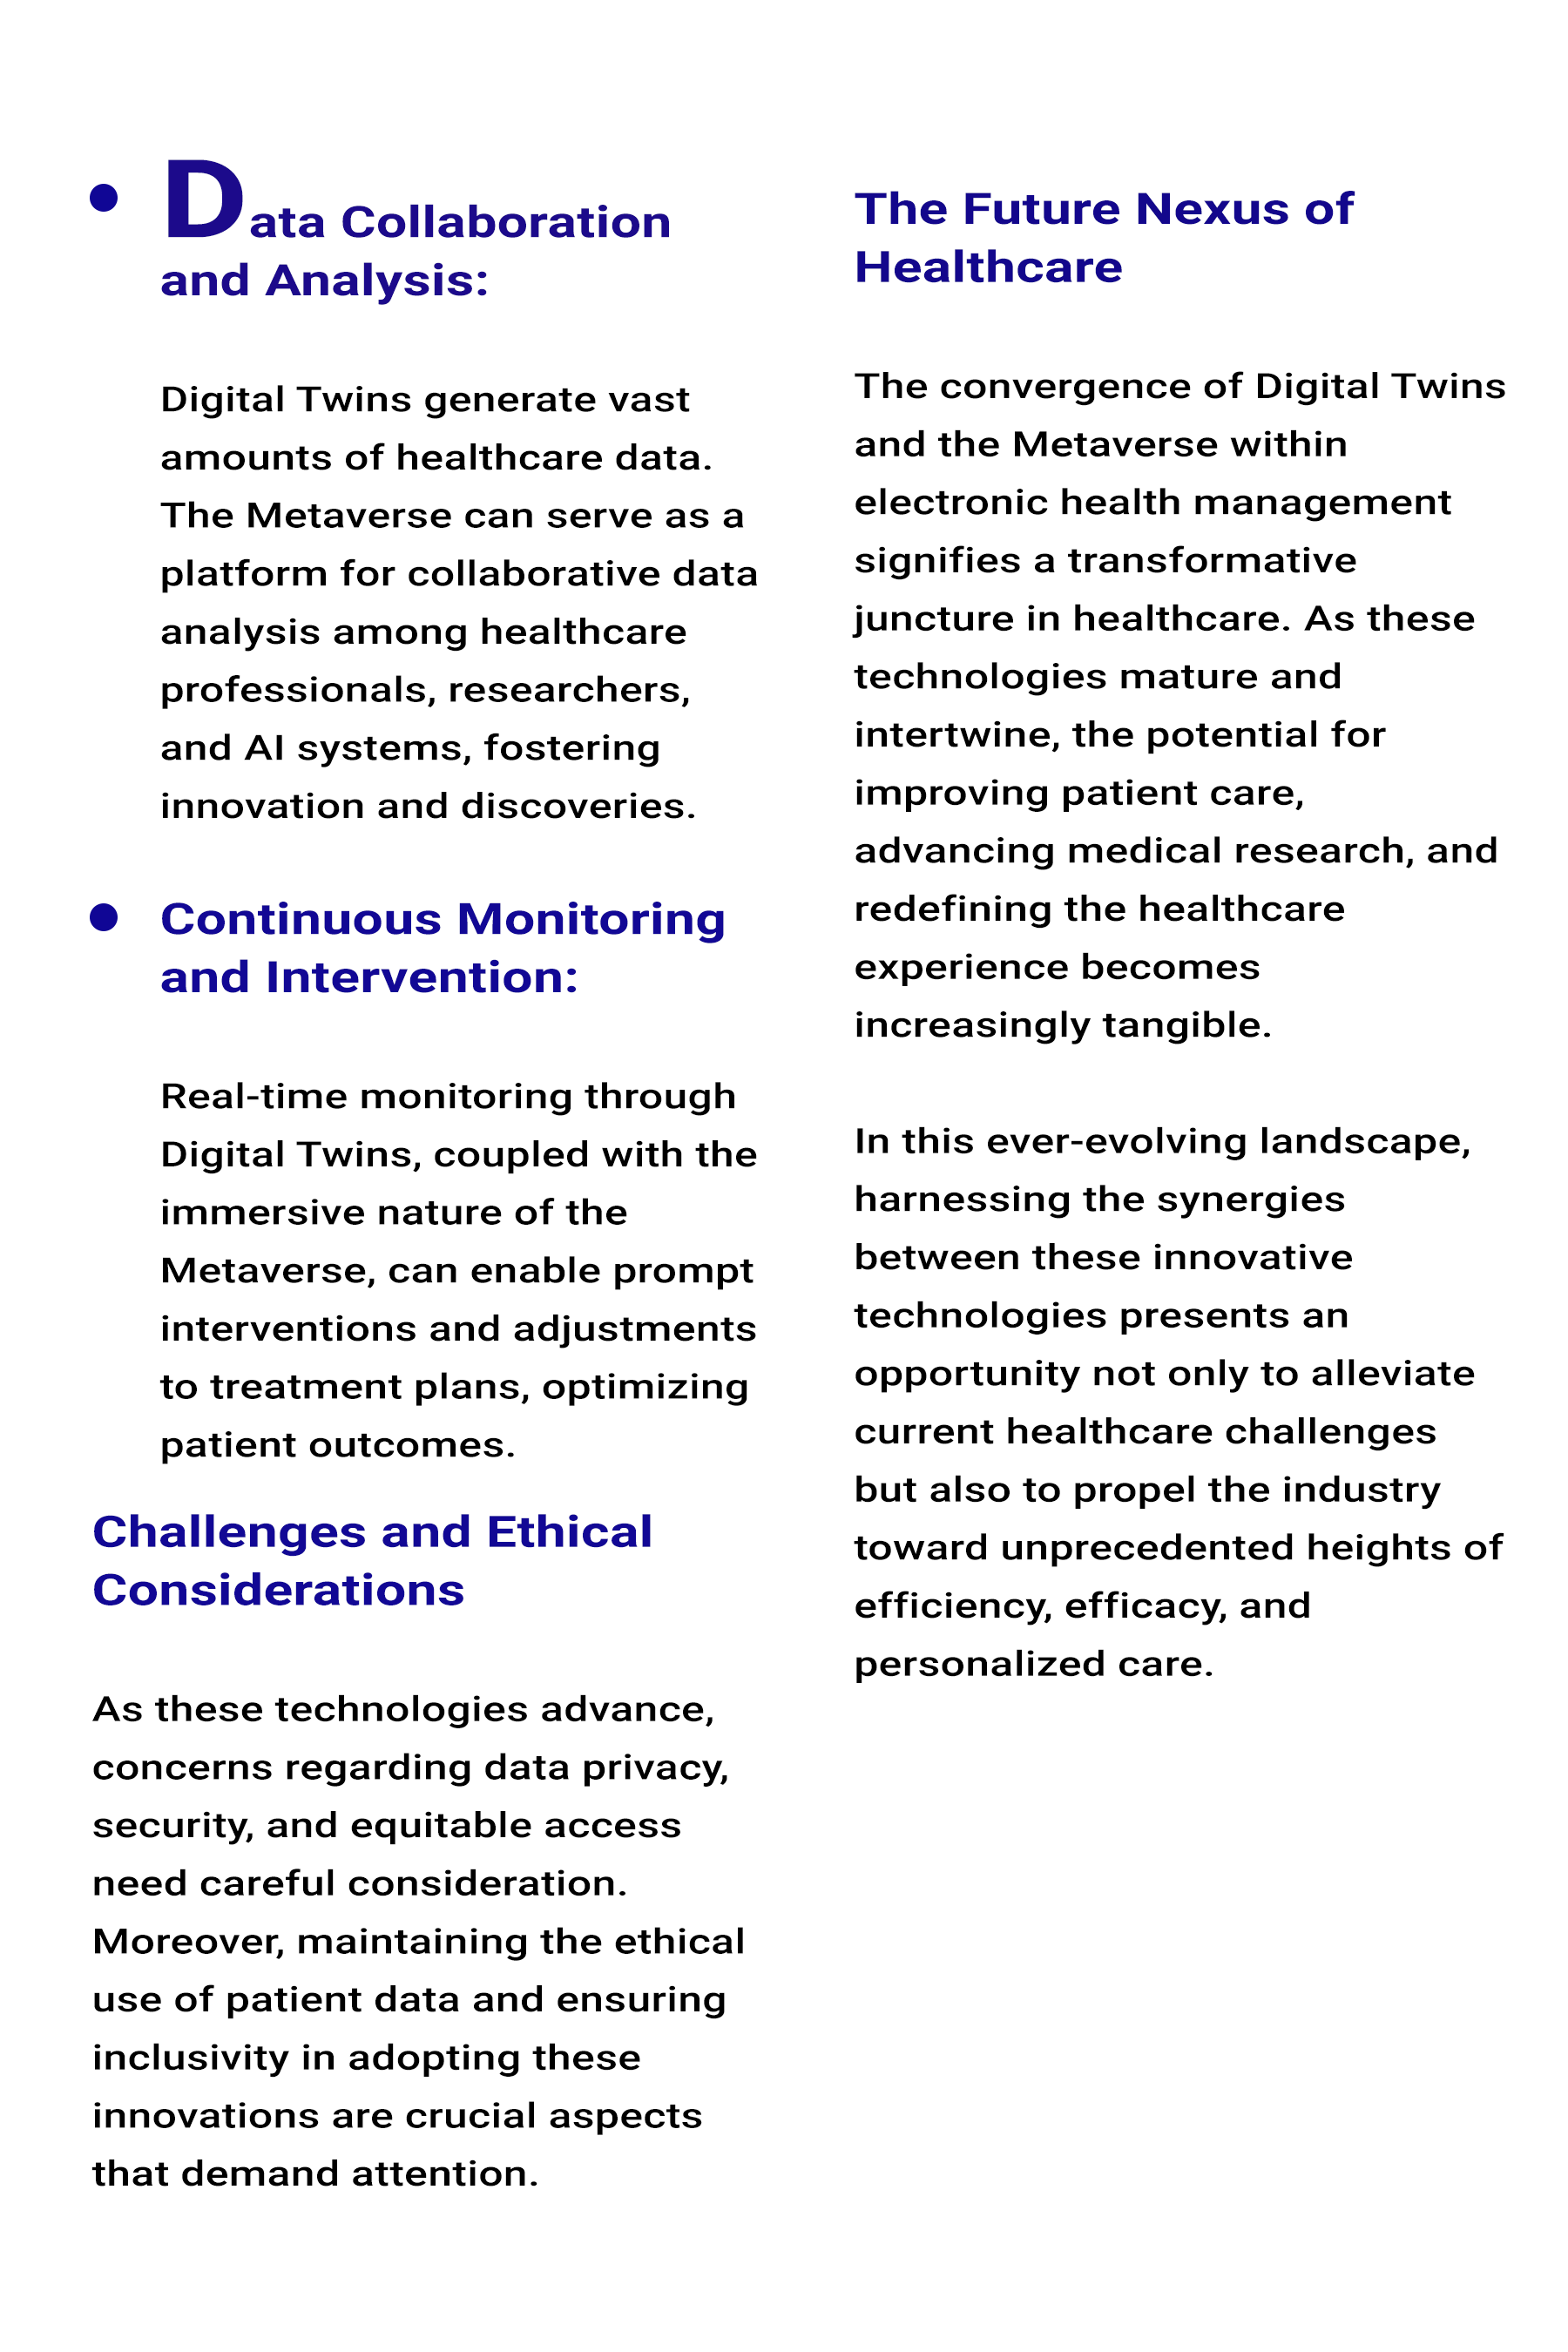 • Data Collaboration
and Analysis:
Digital Twins generate vast
amounts of healthcare data.
The Metaverse can serve as a
platform for collaborative data
analysis among healthcare
professionals, researchers,
and AI systems, fostering
innovation and discoveries.
• Continuous Monitoring
and Intervention:
Real-time monitoring through
Digital Twins, coupled with the
immersive nature of the
Metaverse, can enable prompt
interventions and adjustments
to treatment plans, optimizing
patient outcomes.
Challenges and Ethical
Considerations
As these technologies advance,
concerns regarding data privacy,
security, and equitable access
need careful consideration.
Moreover, maintaining the ethical
use of patient data and ensuring
inclusivity in adopting these
innovations are crucial aspects
that demand attention.
The Future Nexus of
Healthcare
The convergence of Digital Twins
and the Metaverse within
electronic health management
signifies a transformative
juncture in healthcare. As these
technologies mature and
intertwine, the potential for
improving patient care,
advancing medical research, and
redefining the healthcare
experience becomes
increasingly tangible.
In this ever-evolving landscape,
harnessing the synergies
between these innovative
technologies presents an
opportunity not only to alleviate
current healthcare challenges
but also to propel the industry
toward unprecedented heights of
efficiency, efficacy, and
personalized care.